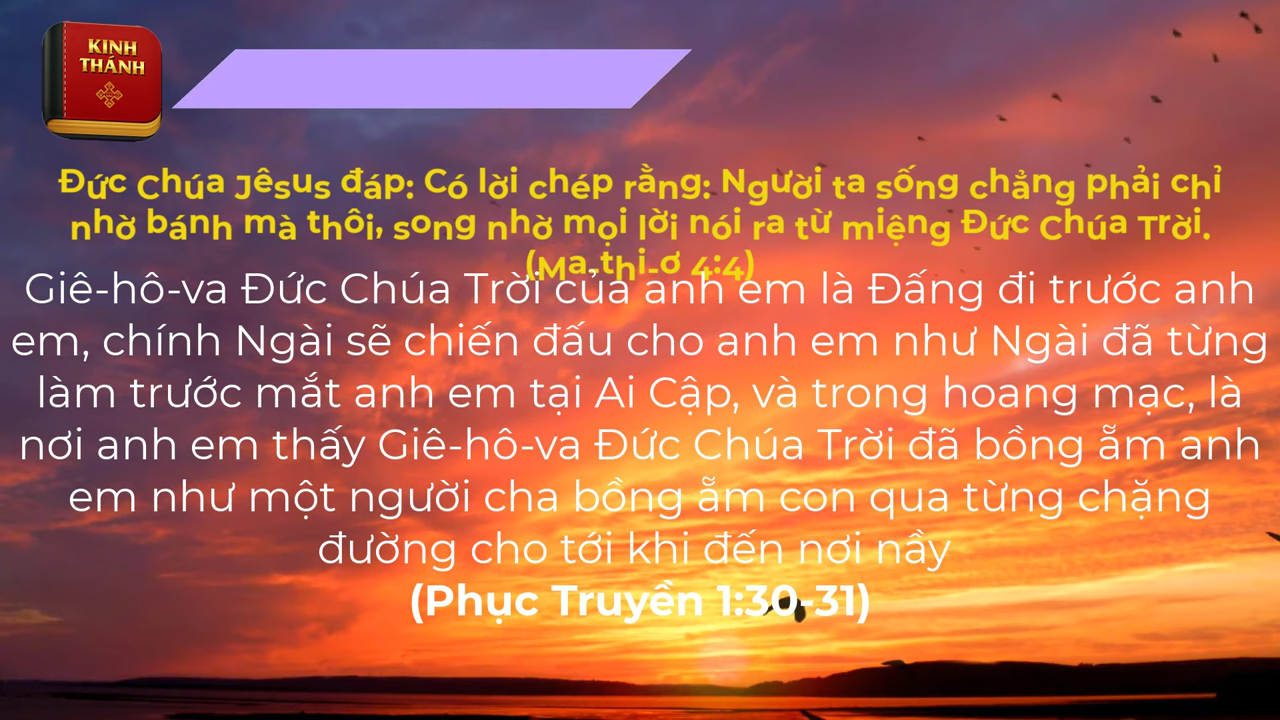 KINH
THÁNH
Đức Chúa Jêsus đáp: Có lời chép rằng: Người ta sống chẳng phải chỉ
nhờ bánh mà thôi, song nhờ mọi lời nói ra từ miệng Đức Chúa Trời.
(Ma-thi-ơ 4:4)
Giê-hô-va Đức Chúa Trời của anh em là Đấng đi trước anh
em, chính Ngài sẽ chiến đấu cho anh em như Ngài đã từng
làm trước mắt anh em tại Ai Cập, và trong hoang mạc, là
nơi anh em thấy Giê-hô-va Đức Chúa Trời đã bồng ẵm anh
em như một người cha bồng ẵm con qua từng chặng
đường cho tới khi đến nơi nầy
(Phục Truyền 1:30-31)